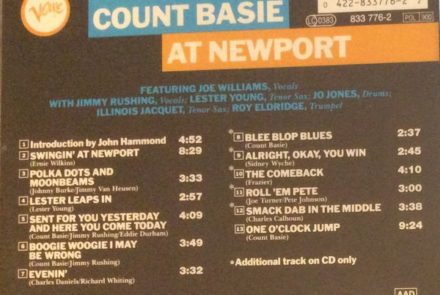 Verve
COUNT BASIE
AT NEWPORT
0 422-833776-2
LC 0383
833 776-2
POL 900
FEATURING JOE WILLIAMS, Vocals
WITH JIMMY RUSHING, Vocals; LESTER YOUNG, Tenor Sax; JO JONES, Drums;
ILLINOIS JACQUET, Tenor Sax; ROY ELDRIDGE, Trumpet
1 Introduction by John Hammond 4:52
2 SWINGIN' AT NEWPORT 8:29
(Ernie Wilkins)
3 POLKA DOTS AND
MOONBEAMS 3:33
(Johnny Burke/Jimmy Van Heusen)
4 LESTER LEAPS IN 2:57
(Lester Young)
5 SENT FOR YOU YESTERDAY 4:09
AND HERE YOU COME TODAY
(Count Basie/Jimmy Rushing/Eddie Durham)
6 BOOGIE WOOGIE I MAY
BE WRONG 3:49
(Count Basie/Jimmy Rushing)
7 EVENIN' 3:32
(Charles Daniels/Richard Whiting)
*8 BLEE BLOP BLUES 2:37
(Count Basie)
*9 ALRIGHT, OKAY, YOU WIN 2:45
(Sidney Wyche)
*10 THE COMEBACK 4:10
(Frazier)
*11 ROLL 'EM PETE 3:00
(Joe Turner/Pete Johnson)
*12 SMACK DAB IN THE MIDDLE 3:38
(Charles Calhoun)
13 ONE O'CLOCK JUMP 9:24
(Count Basie)
*Additional track on CD only
AAD